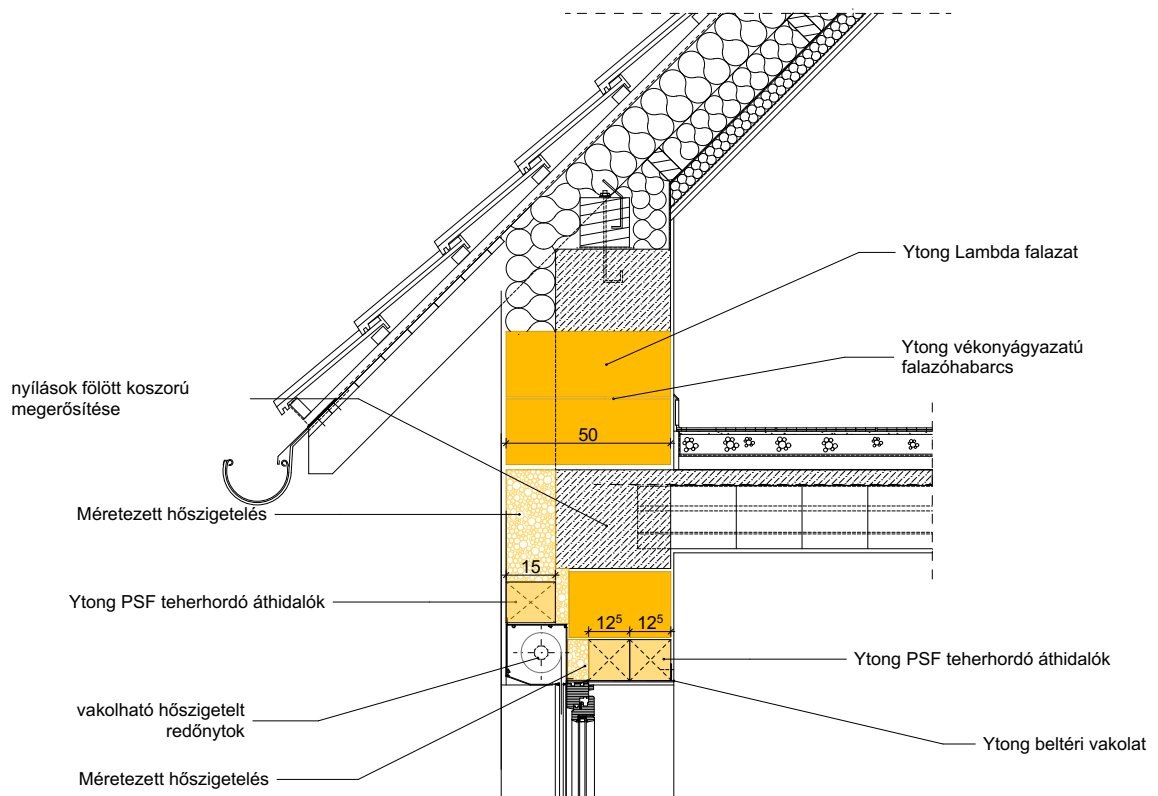 Ytong Lambda falazat
Ytong vékonyágyazatú
falazóhabarcs
nyílások fölött koszorú
megerősítése
50
Méretezett hőszigetelés
15
Ytong PSF teherhordó áthidalók
12⁵ 12⁵
Ytong PSF teherhordó áthidalók
vakolható hőszigetelt
redőnytok
Ytong beltéri vakolat
Méretezett hőszigetelés